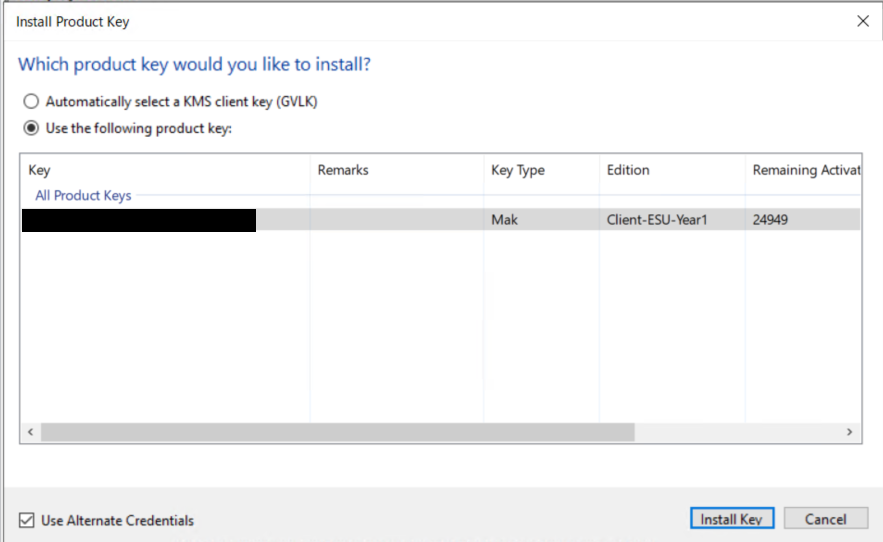 Install Product Key
Which product key would you like to install?
Automatically select a KMS client key (GVLK)
Use the following product key:
Key Remarks Key Type Edition Remaining Activat
All Product Keys
Mak Client-ESU-Year1 24949
Use Alternate Credentials Install Key Cancel